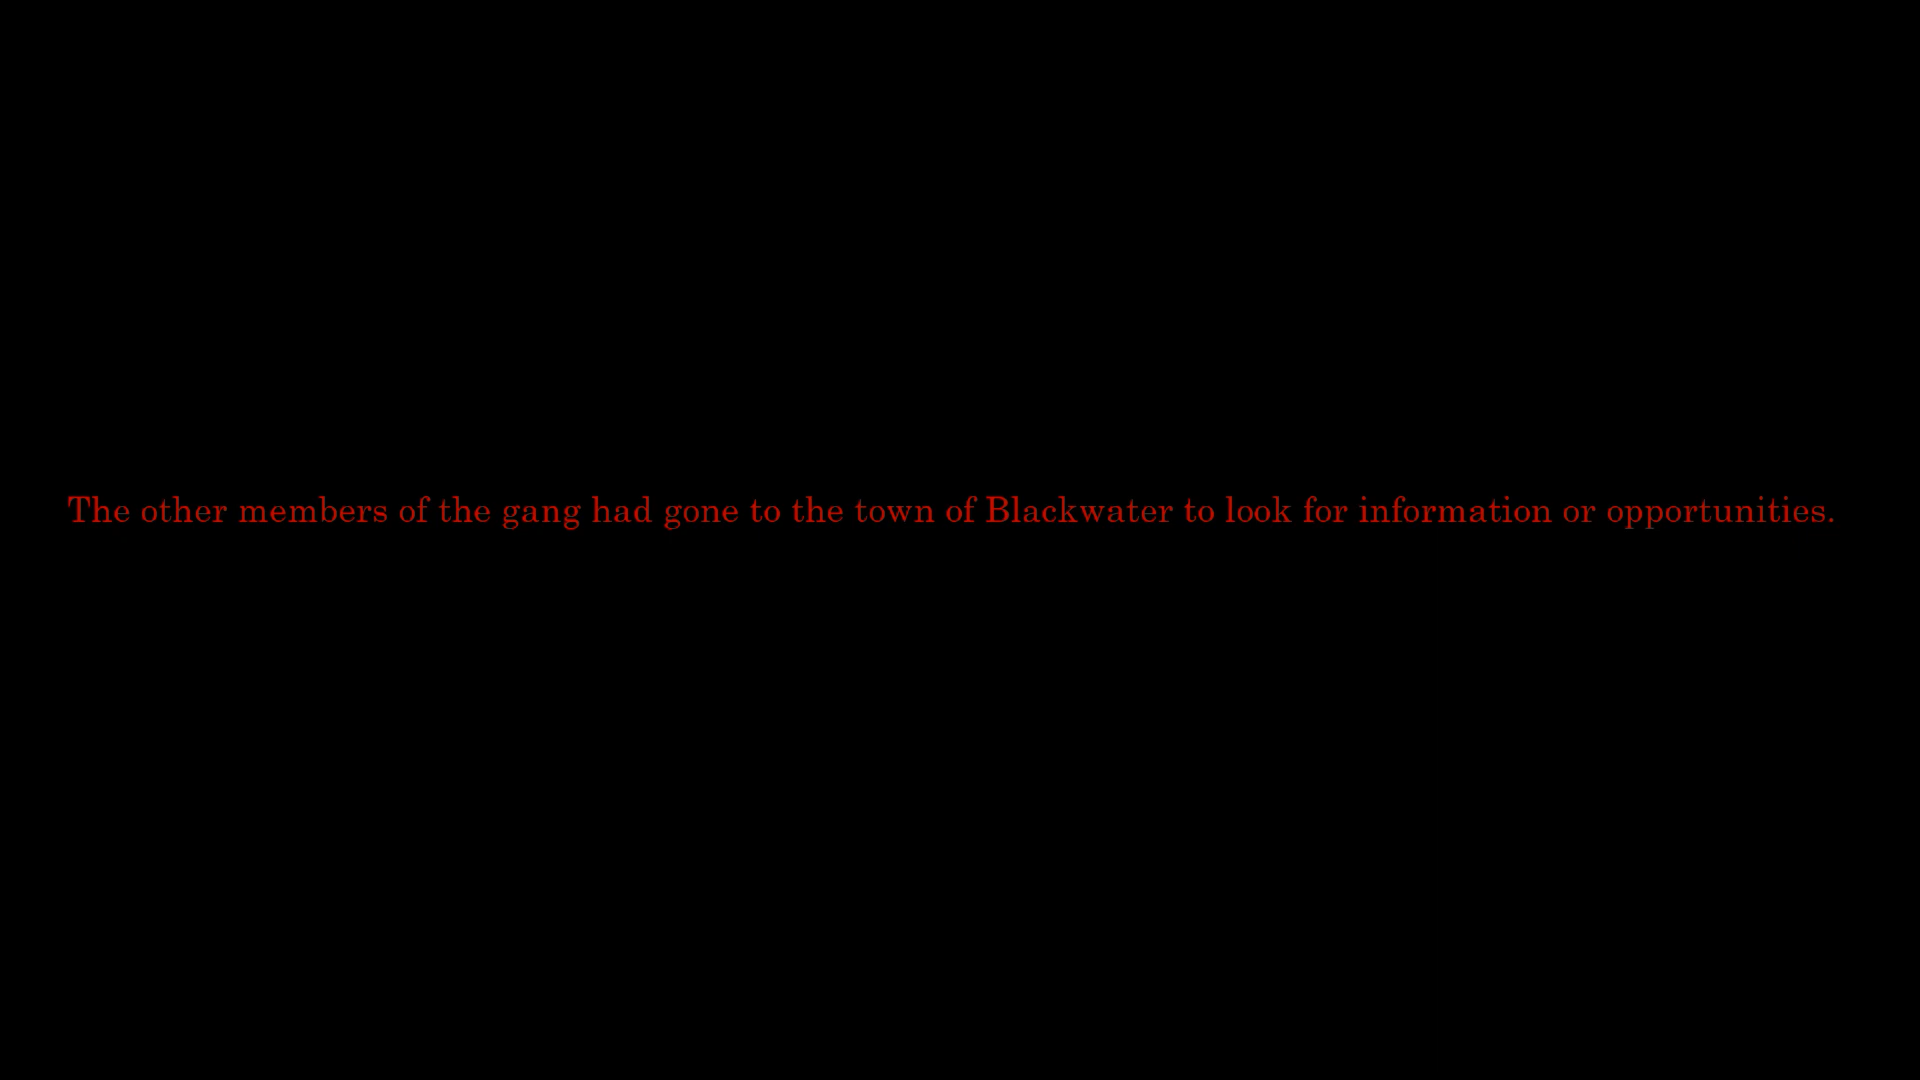 The other members of the gang had gone to the town of Blackwater to look for information or opportunities.